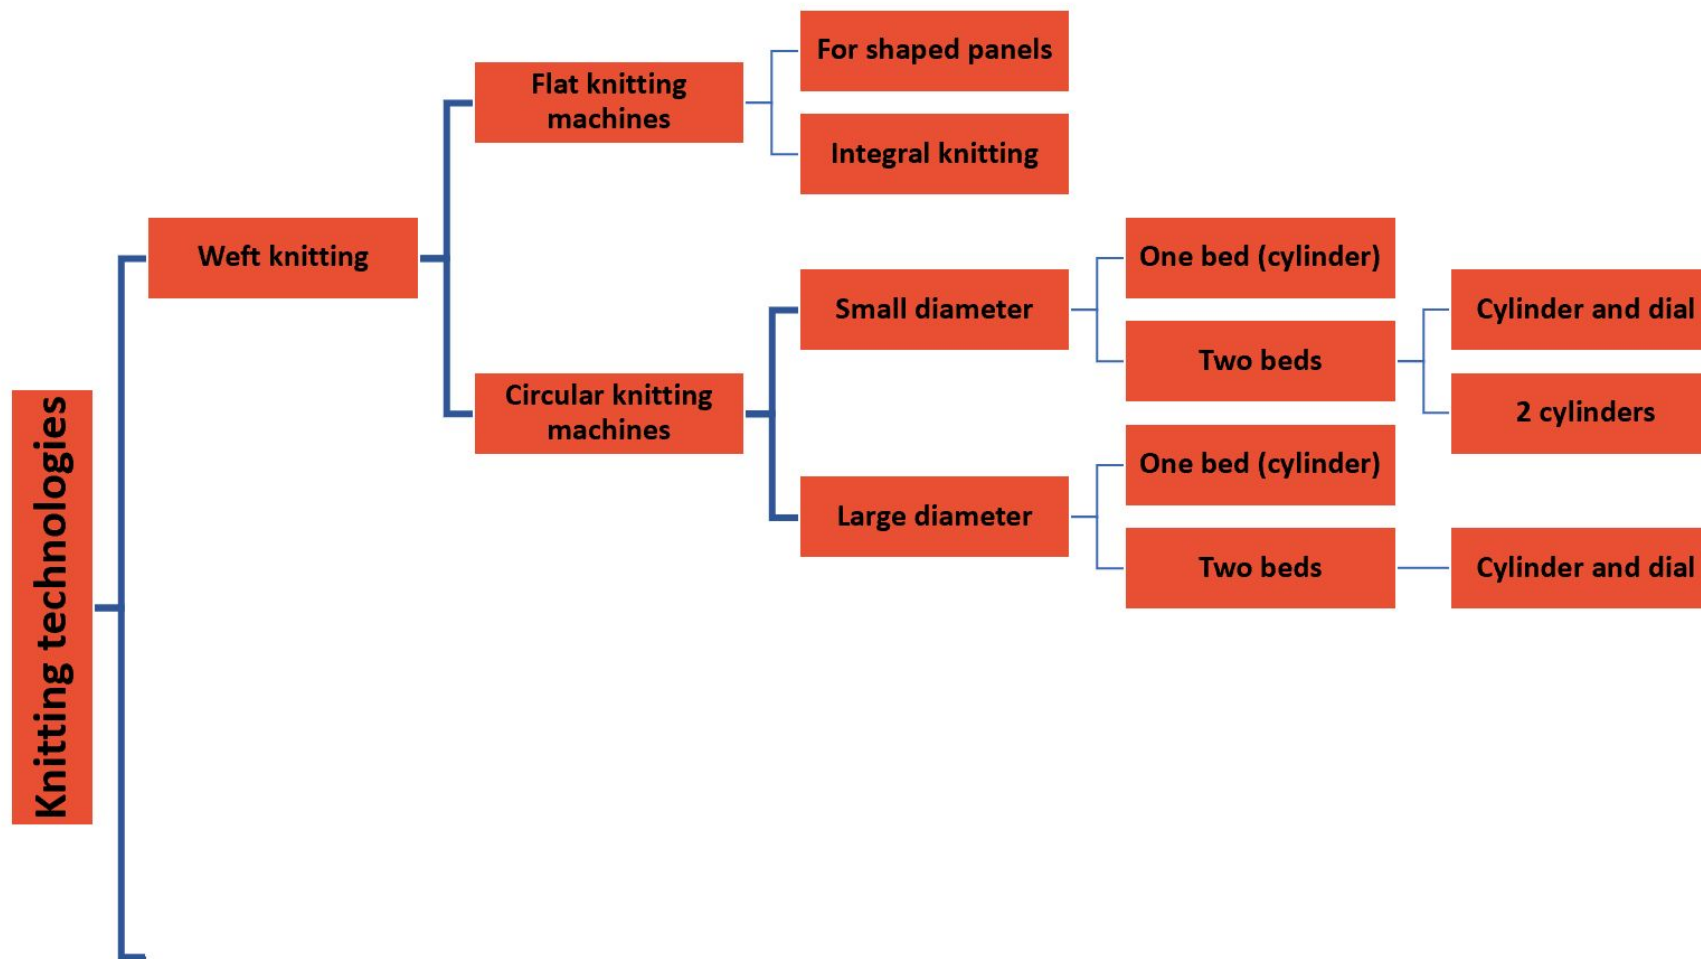 Knitting technologies
Weft knitting
Flat knitting
machines
For shaped panels
Integral knitting
Circular knitting
machines
Small diameter
One bed (cylinder)
Two beds
Cylinder and dial
2 cylinders
Large diameter
One bed (cylinder)
Two beds
Cylinder and dial